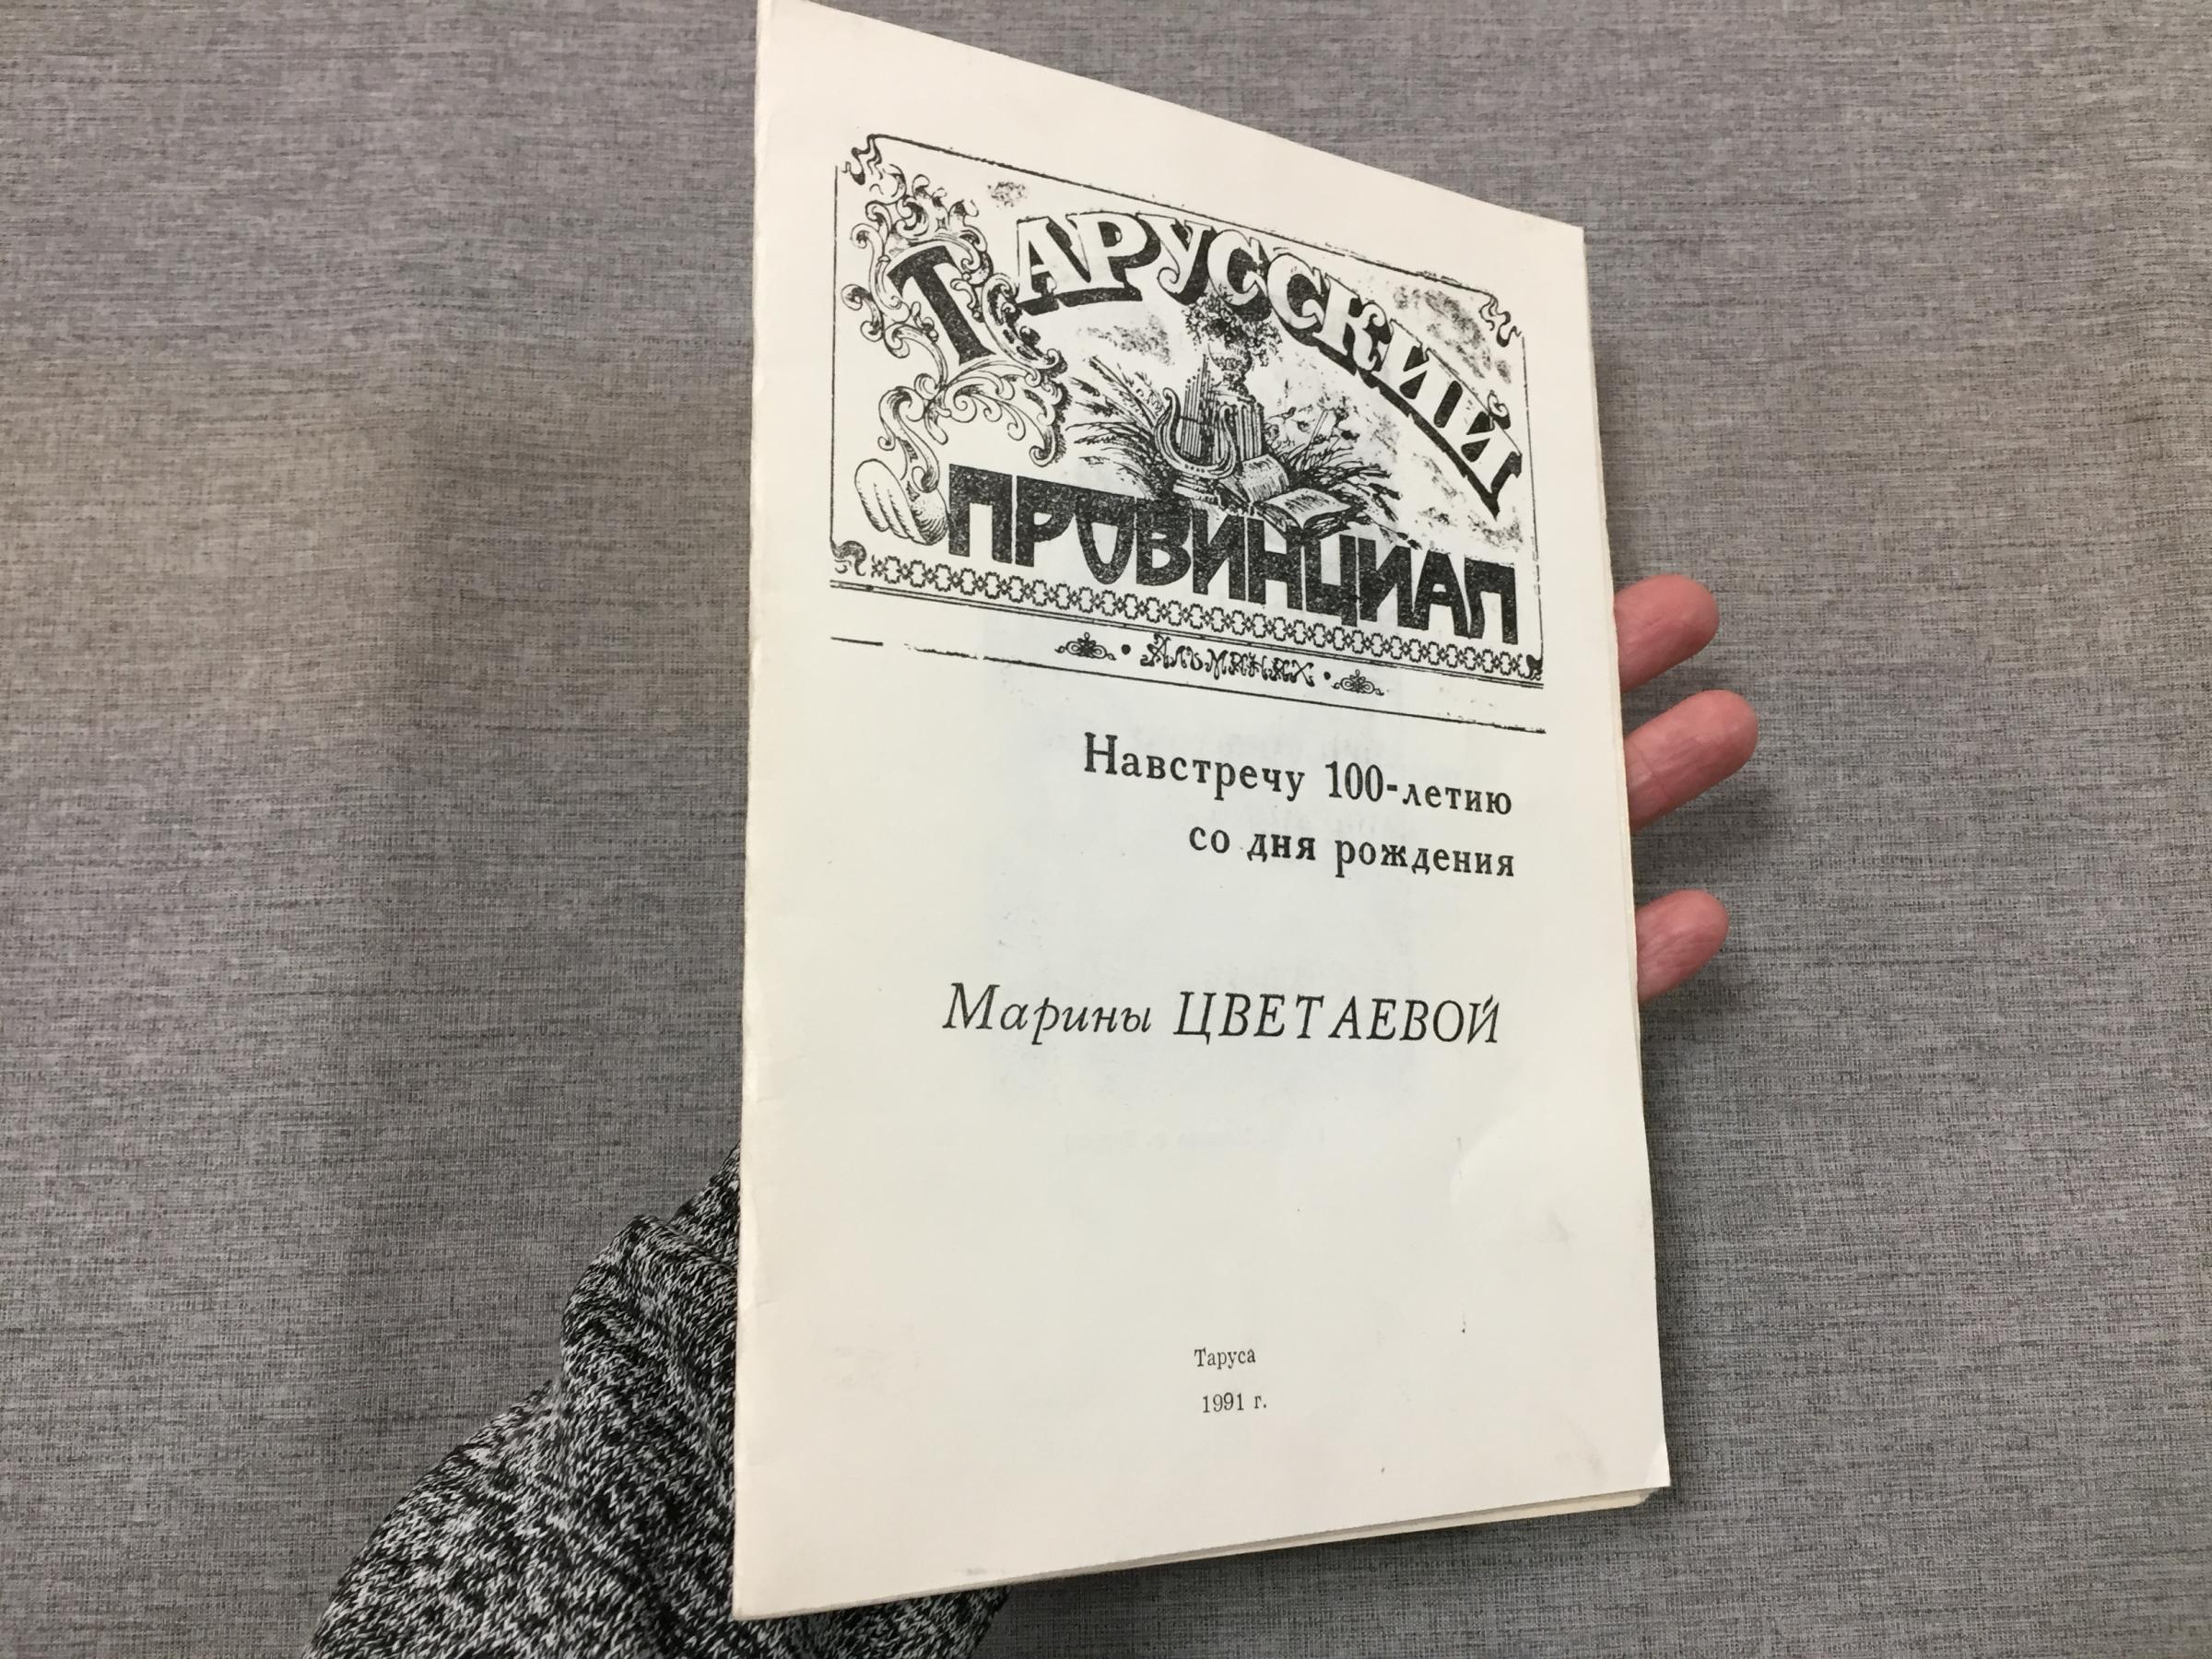 ТАРУССКИЙ
ПРОВИНЦИАЛ
• Альманах •
Навстречу 100-летию
со дня рождения
Марины ЦВЕТАЕВОЙ
Таруса
1991 г.